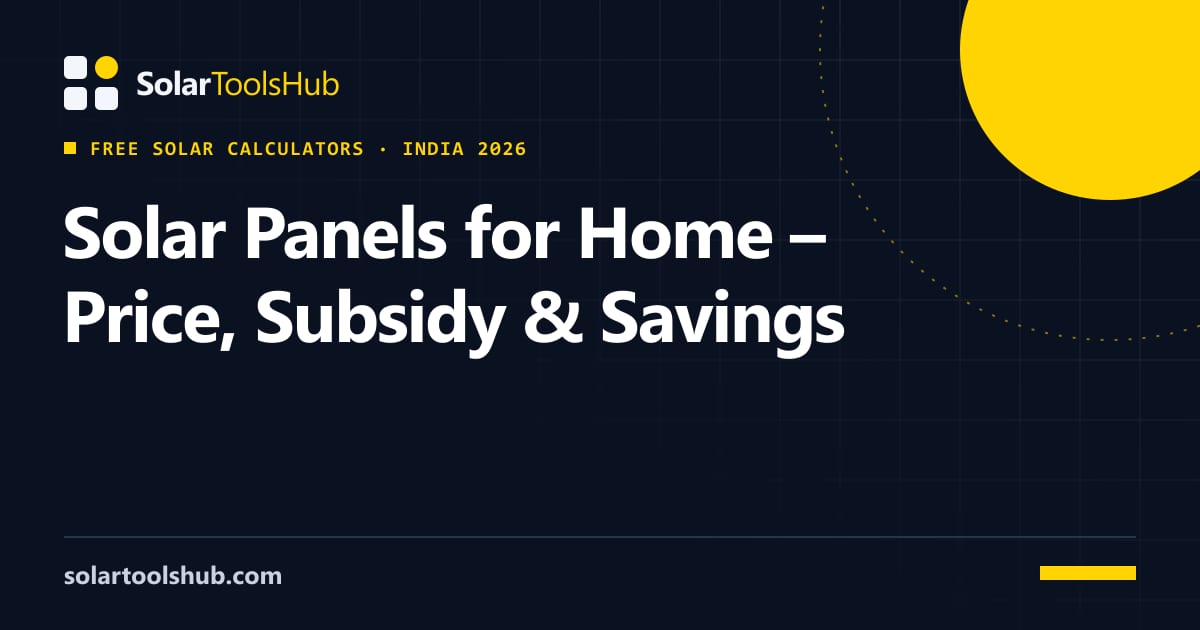 SolarToolsHub
FREE SOLAR CALCULATORS · INDIA 2026
Solar Panels for Home –
Price, Subsidy & Savings
solartoolshub.com